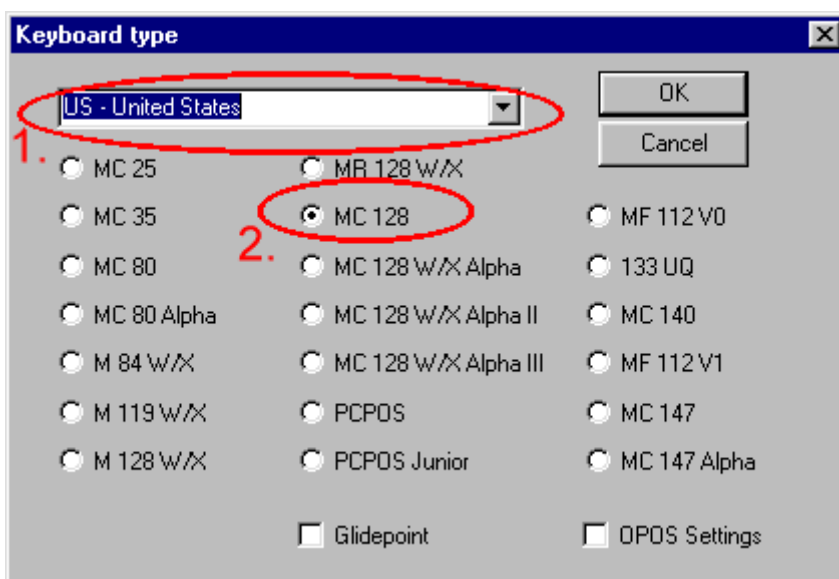 Keyboard type
US - United States
OK
Cancel
1.
MC 25
MR 128 W/X
MC 35
2.
MC 128
MF 112 V0
MC 80
MC 128 W/X Alpha
133 UQ
MC 80 Alpha
MC 128 W/X Alpha II
MC 140
M 84 W/X
MC 128 W/X Alpha III
MF 112 V1
M 119 W/X
PCPOS
MC 147
M 128 W/X
PCPOS Junior
MC 147 Alpha
Glidepoint
OPOS Settings